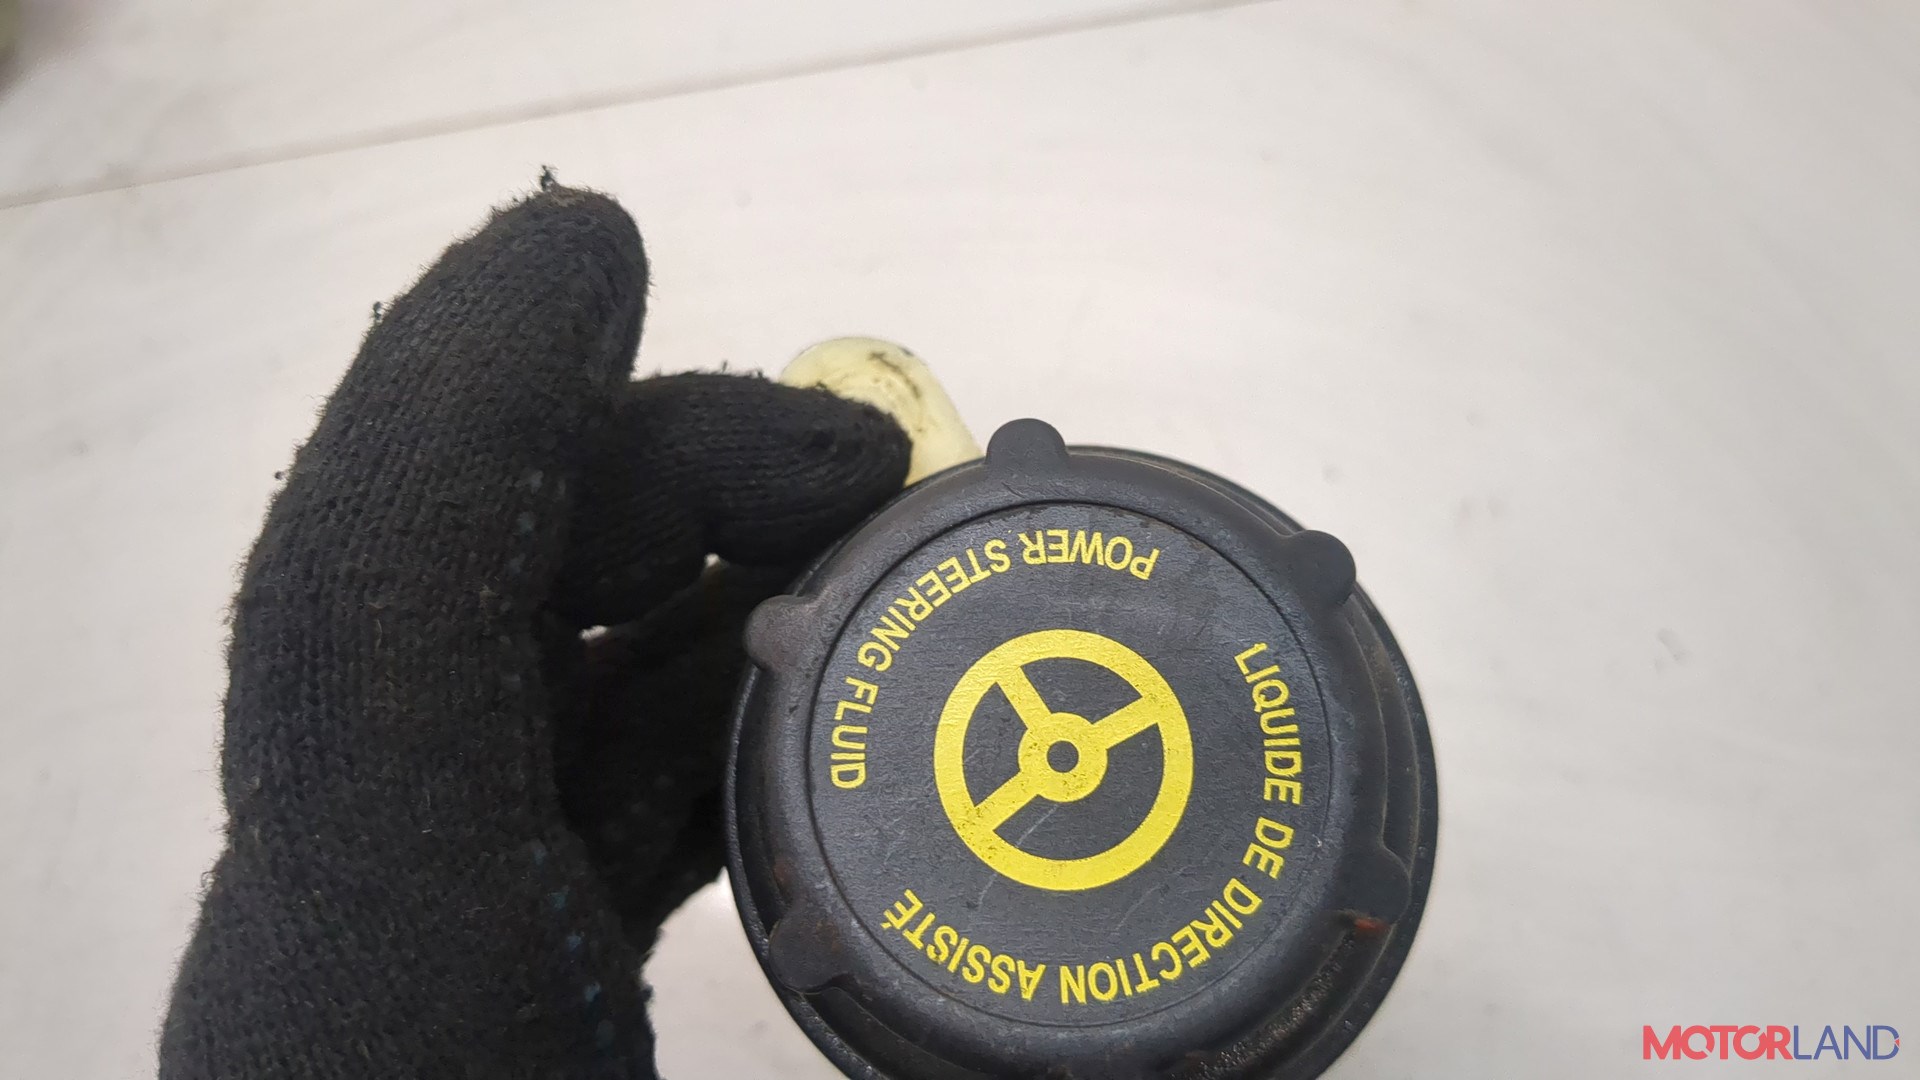 POWER STEERING FLUID
LIQUIDE DE DIRECTION ASSISTÉ
MOTORLAND